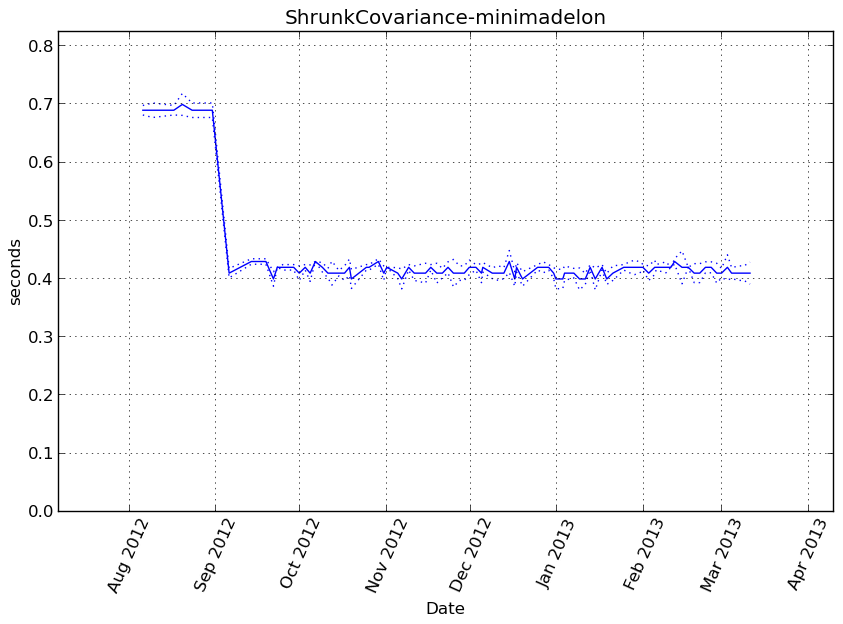 ShrunkCovariance-minimadelon
0.8
0.7
0.6
0.5
0.4
0.3
0.2
0.1
0.0
seconds
Aug 2012
Sep 2012
Oct 2012
Nov 2012
Dec 2012
Jan 2013
Feb 2013
Mar 2013
Apr 2013
Date